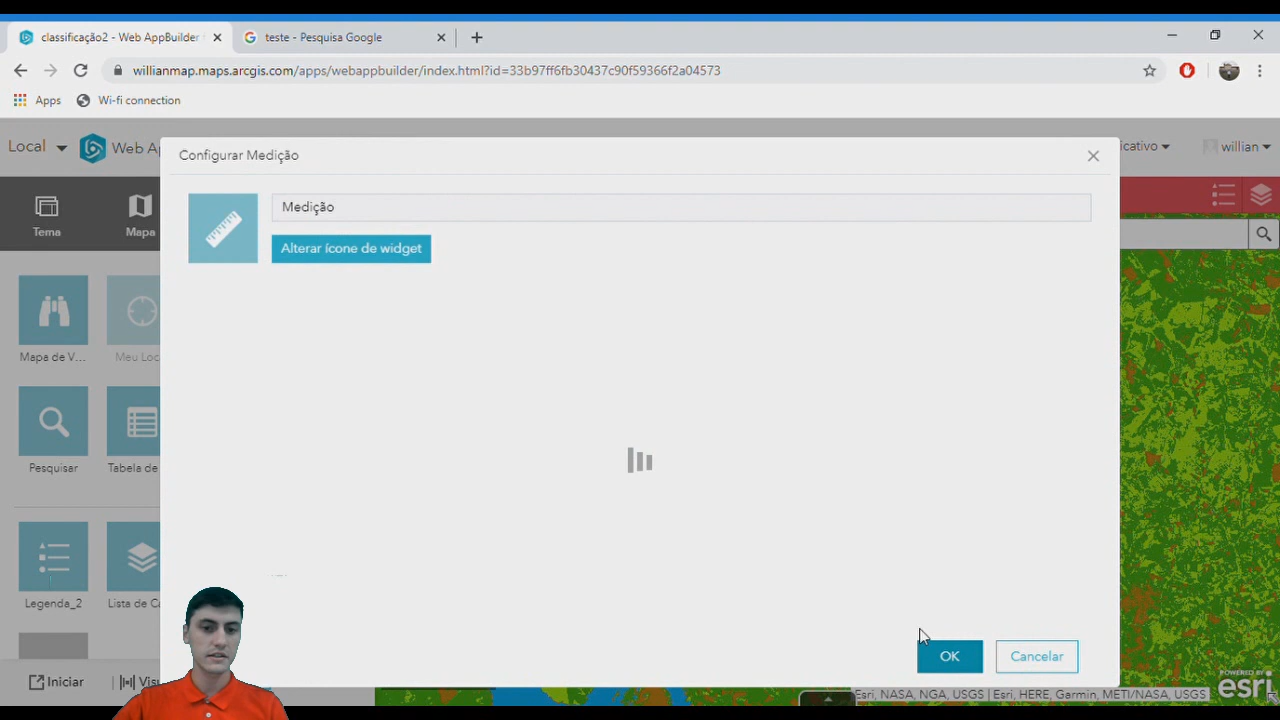 classificação2 - Web AppBuilder
teste - Pesquisa Google
willianmap.maps.arcgis.com/apps/webappbuilder/index.html?id=33b97ff6fb30437c90f59366f2a04573
Apps
Wi-fi connection
Local
Web Ap
icativo
willian
Configurar Medição
Tema
Mapa
Medição
Alterar ícone de widget
Mapa de V...
Meu Loc
Pesquisar
Tabela de
Legenda_2
Lista de Ca
OK
Cancelar
Iniciar
Visu
Esri, NASA, NGA, USGS | Esri, HERE, Garmin, METI/NASA, USGS
POWERED BY
esri